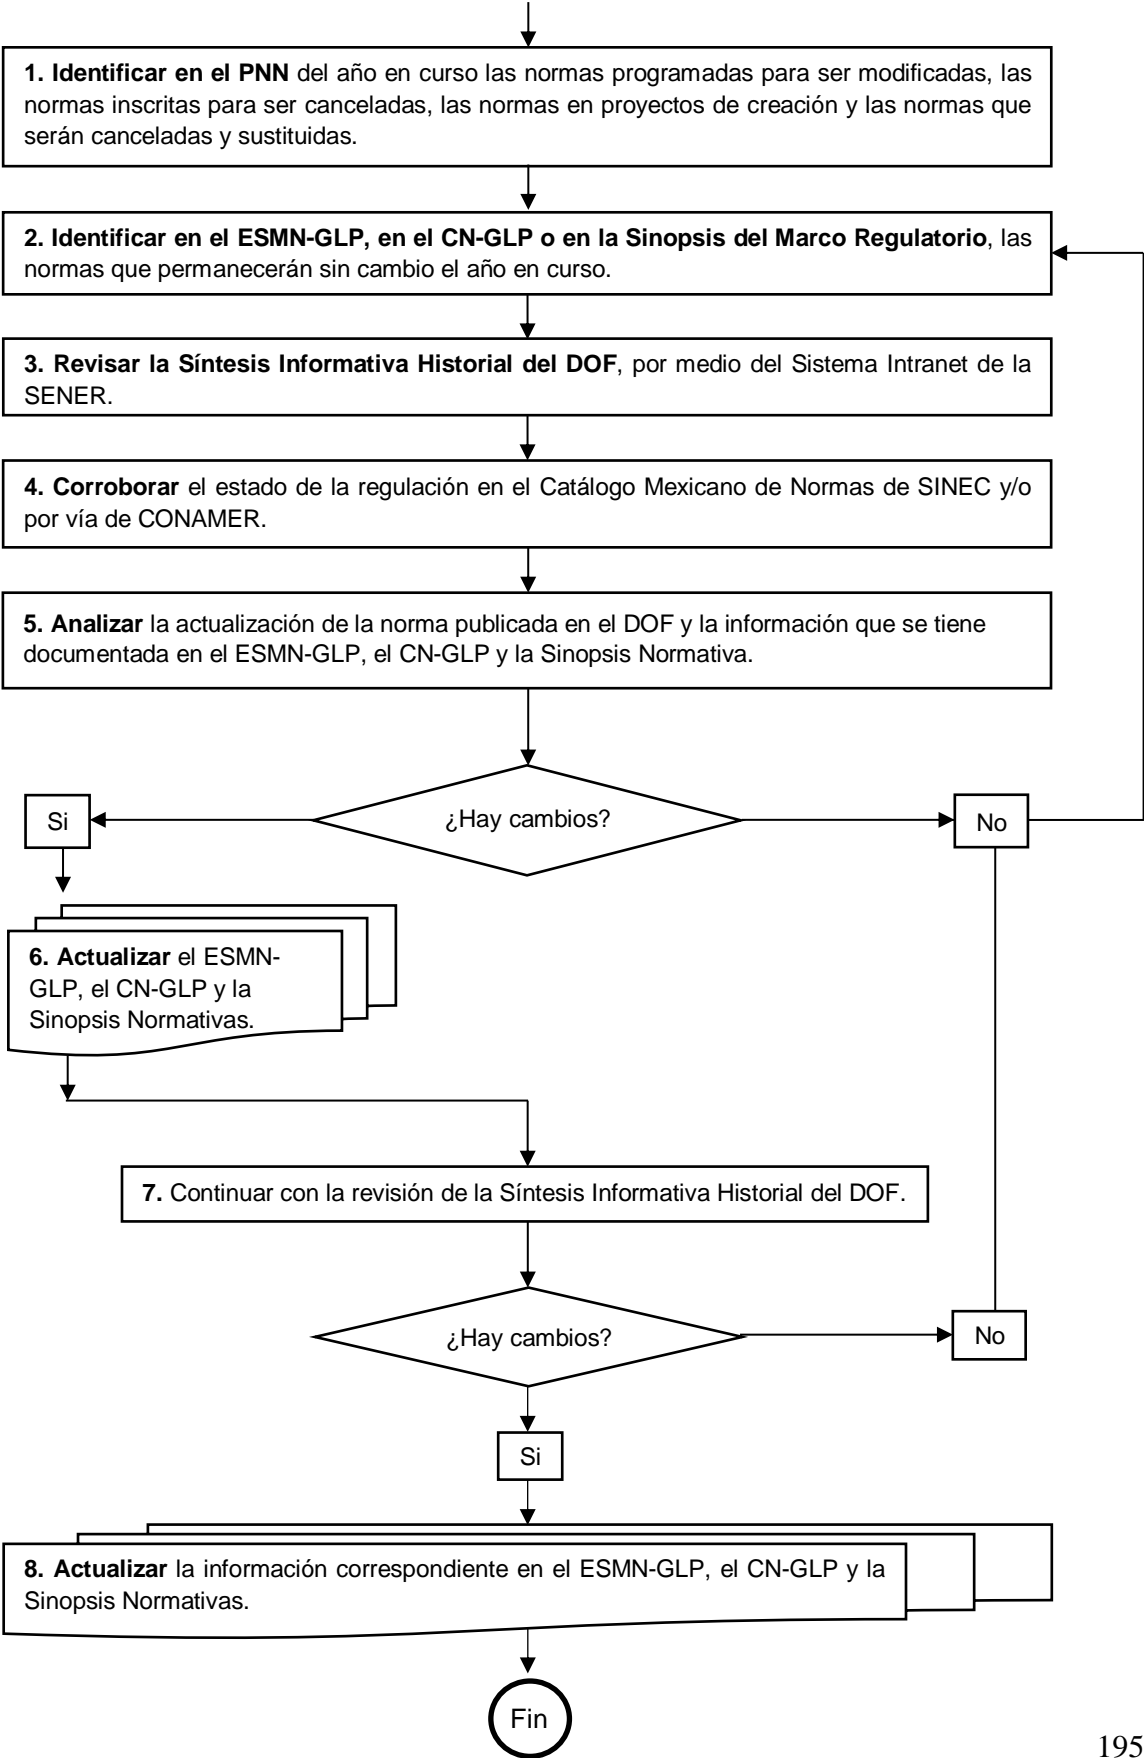 1. Identificar en el PNN del año en curso las normas programadas para ser modificadas, las
normas inscritas para ser canceladas, las normas en proyectos de creación y las normas que
serán canceladas y sustituidas.
2. Identificar en el ESMN-GLP, en el CN-GLP o en la Sinopsis del Marco Regulatorio, las
normas que permanecerán sin cambio el año en curso.
3. Revisar la Síntesis Informativa Historial del DOF, por medio del Sistema Intranet de la
SENER.
4. Corroborar el estado de la regulación en el Catálogo Mexicano de Normas de SINEC y/o
por vía de CONAMER.
5. Analizar la actualización de la norma publicada en el DOF y la información que se tiene
documentada en el ESMN-GLP, el CN-GLP y la Sinopsis Normativa.
Si
¿Hay cambios?
No
6. Actualizar el ESMN-
GLP, el CN-GLP y la
Sinopsis Normativas.
7. Continuar con la revisión de la Síntesis Informativa Historial del DOF.
¿Hay cambios?
No
Si
8. Actualizar la información correspondiente en el ESMN-GLP, el CN-GLP y la
Sinopsis Normativas.
Fin
195